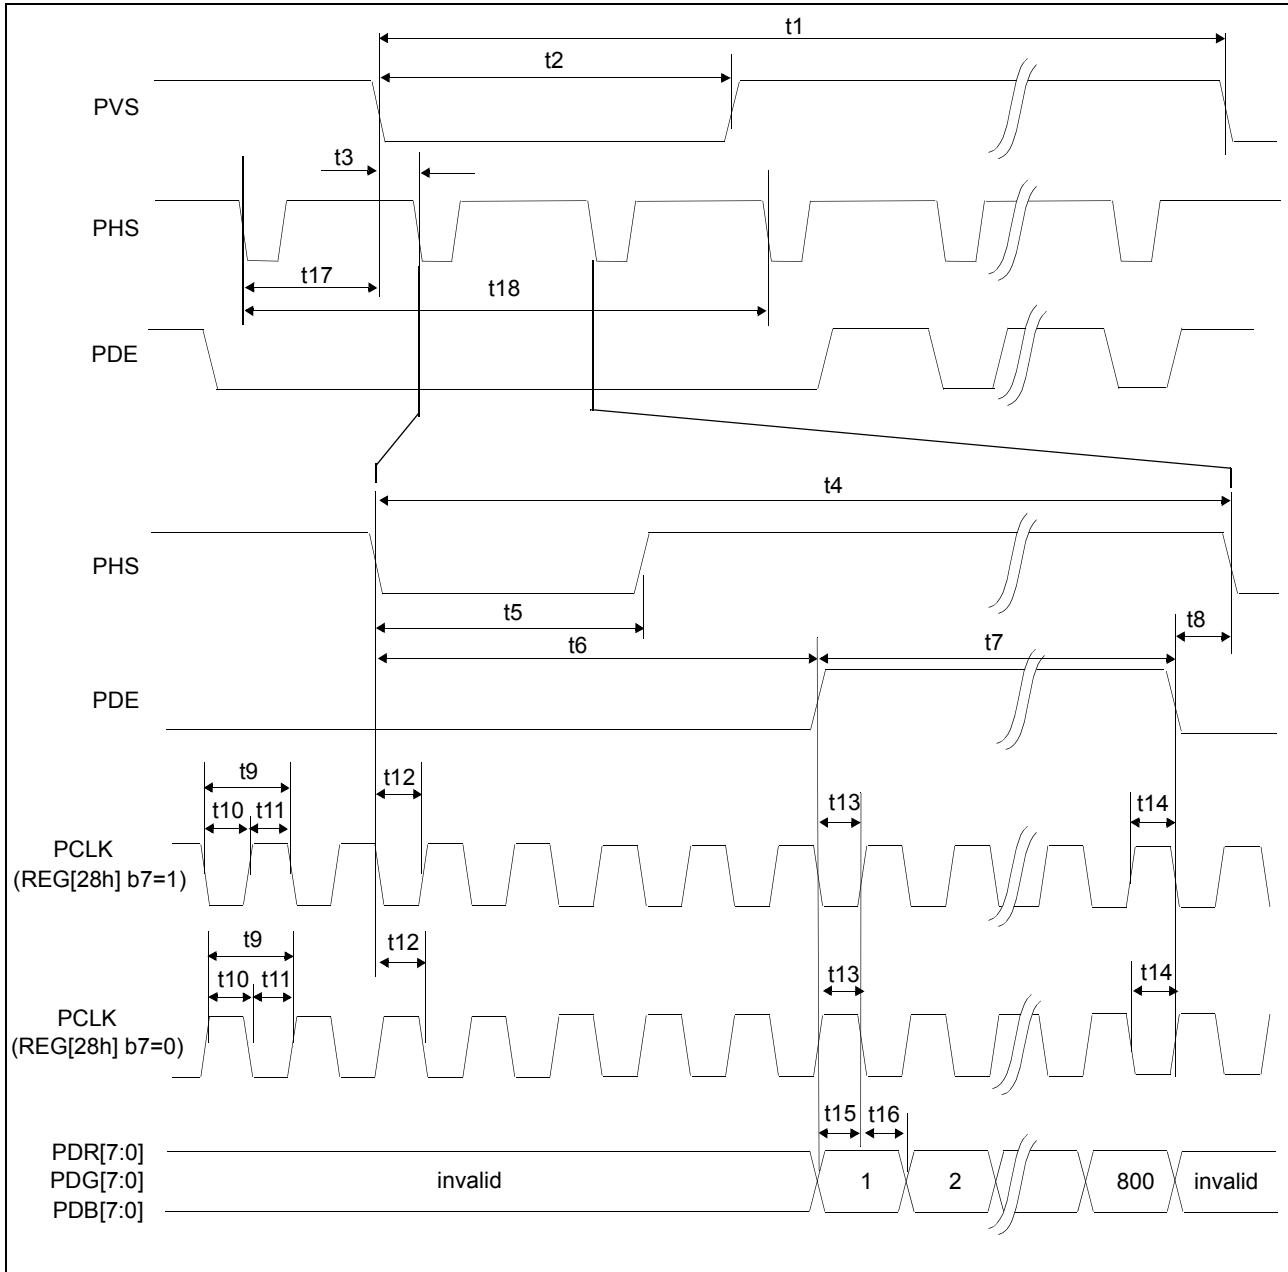 t1
t2
PVS
t3
PHS
t17
t18
PDE
t4
PHS
t5
t8
t6
t7
PDE
t9
t12
t10
t11
t13
t14
PCLK
(REG[28h] b7=1)
t9
t12
t10
t11
t13
t14
PCLK
(REG[28h] b7=0)
t15
t16
PDR[7:0]
PDG[7:0]
PDB[7:0]
invalid
1
2
800
invalid